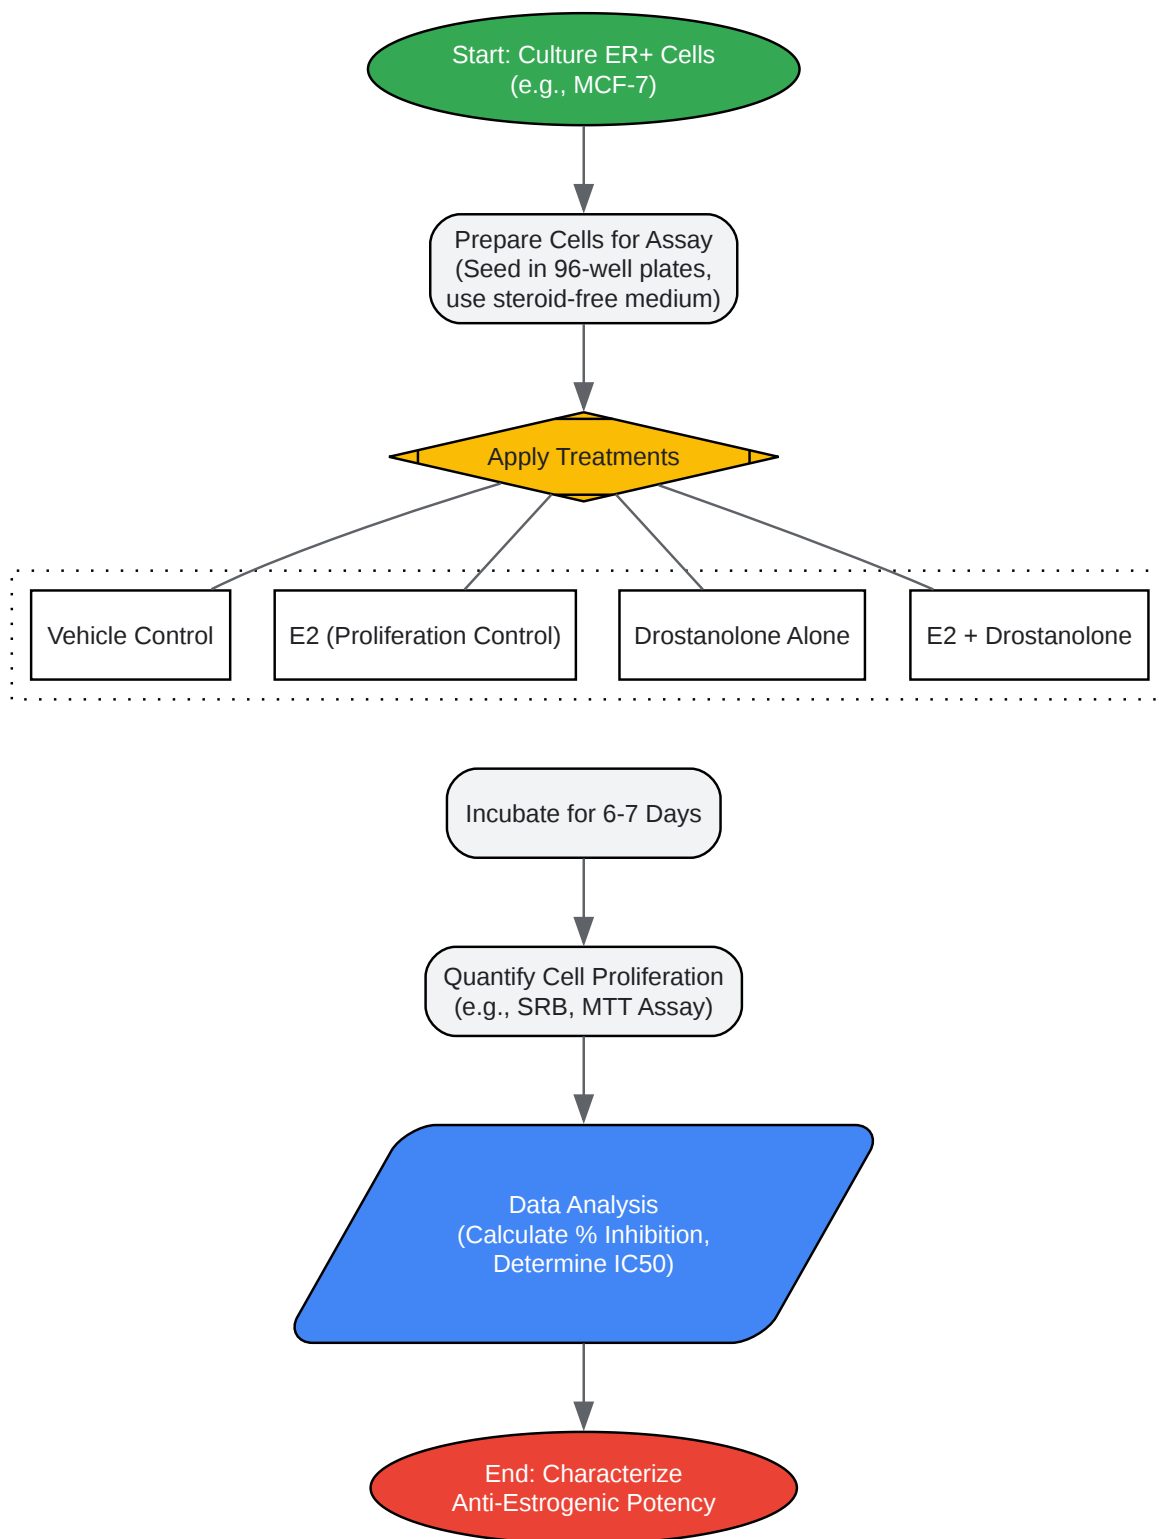 Start: Culture ER+ Cells
(e.g., MCF-7)
Prepare Cells for Assay
(Seed in 96-well plates,
use steroid-free medium)
Apply Treatments
Vehicle Control
E2 (Proliferation Control)
Drostanolone Alone
E2 + Drostanolone
Incubate for 6-7 Days
Quantify Cell Proliferation
(e.g., SRB, MTT Assay)
Data Analysis
(Calculate % Inhibition,
Determine IC50)
End: Characterize
Anti-Estrogenic Potency